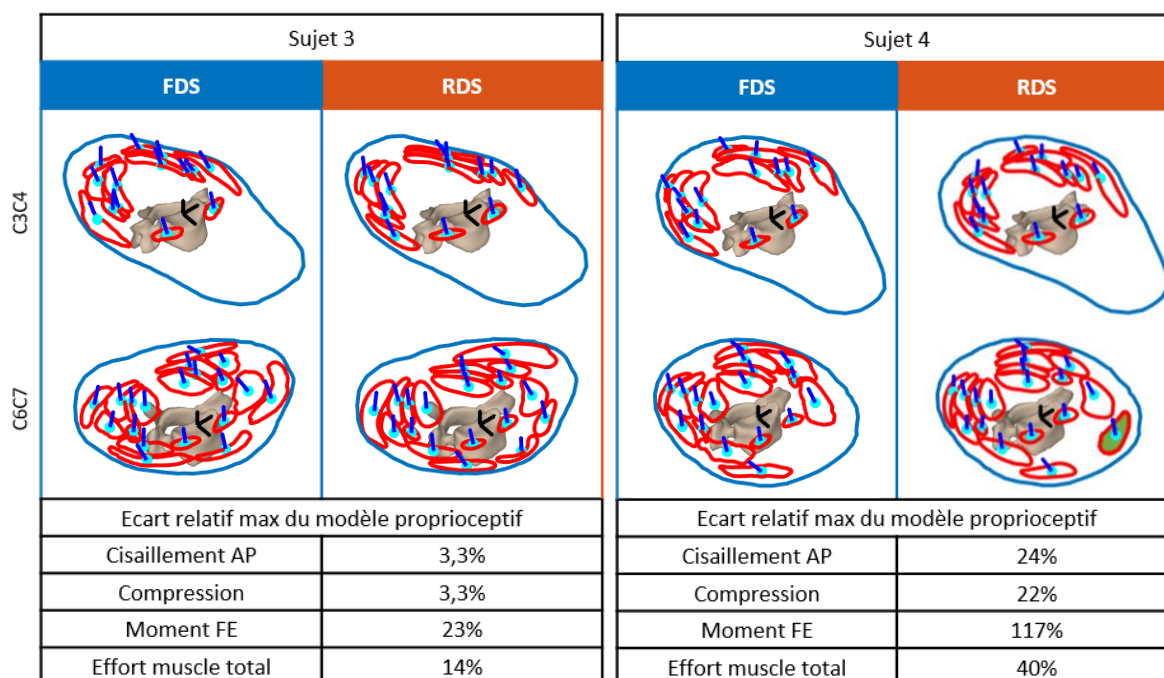 Sujet 3
Sujet 4
FDS
RDS
FDS
RDS
C3C4
C6C7
Ecart relatif max du modèle proprioceptif
Cisaillement AP 3,3%
Compression 3,3%
Moment FE 23%
Effort muscle total 14%
Ecart relatif max du modèle proprioceptif
Cisaillement AP 24%
Compression 22%
Moment FE 117%
Effort muscle total 40%